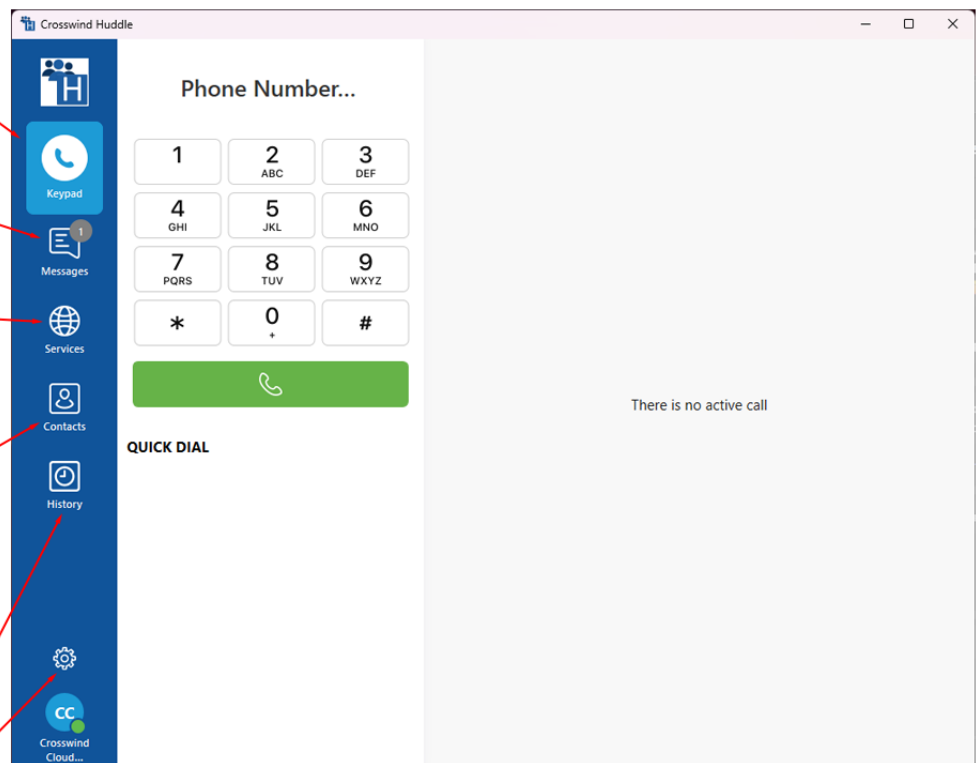 Crosswind Huddle
H
Phone Number...
Keypad
1
Messages
Services
Contacts
History
CC
Crosswind
Cloud...
1
2
3
ABC
DEF
4
5
6
GHI
JKL
MNO
7
8
9
PQRS
TUV
WXYZ
*
0
#
+
QUICK DIAL
There is no active call